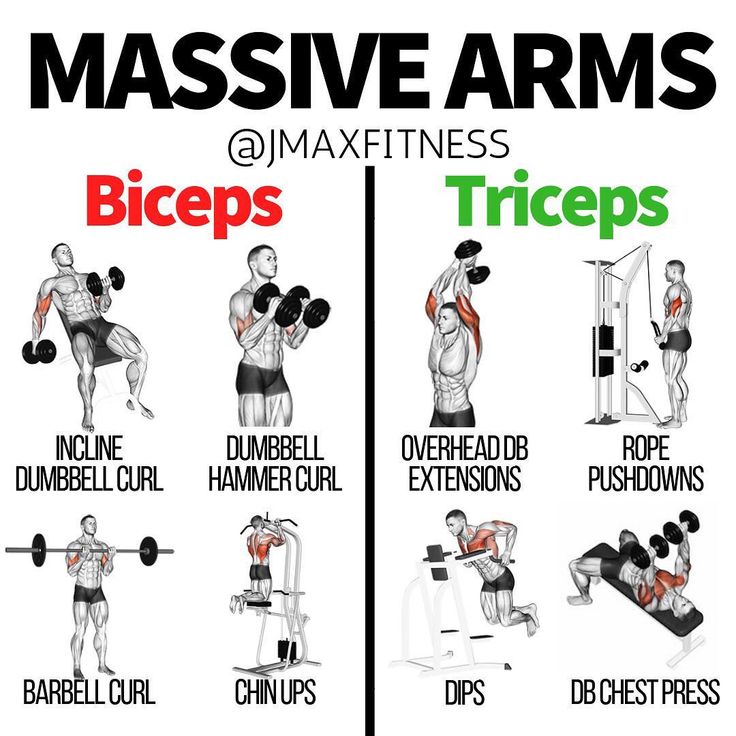 MASSIVE ARMS
@JMAXFITNESS
Biceps
INCLINE
DUMBBELL CURL
DUMBBELL
HAMMER CURL
BARBELL CURL
CHIN UPS
Triceps
OVERHEAD DB
EXTENSIONS
ROPE
PUSHDOWNS
DIPS
DB CHEST PRESS